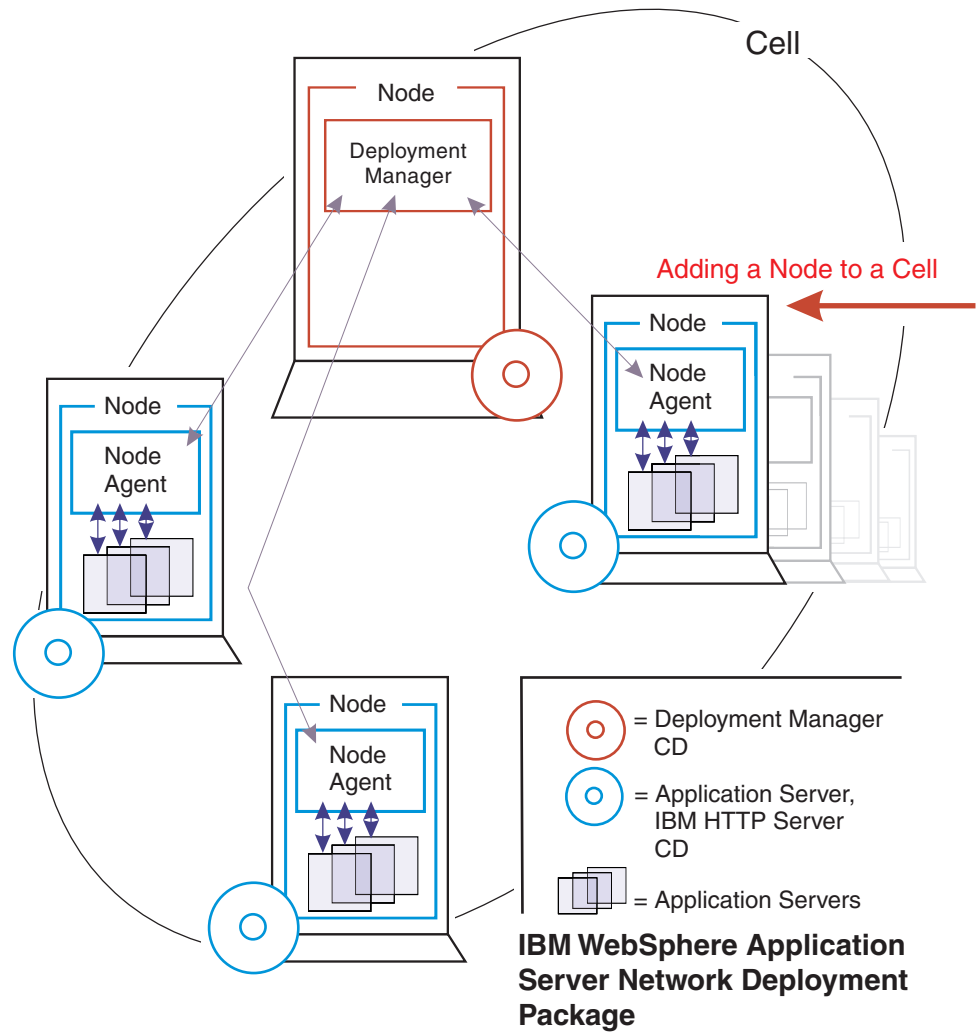 Cell
Node
Deployment
Manager
Adding a Node to a Cell
Node
Node
Agent
Node
Node
Agent
Node
Node
Agent
= Deployment Manager
CD
= Application Server,
IBM HTTP Server
CD
= Application Servers
IBM WebSphere Application
Server Network Deployment
Package